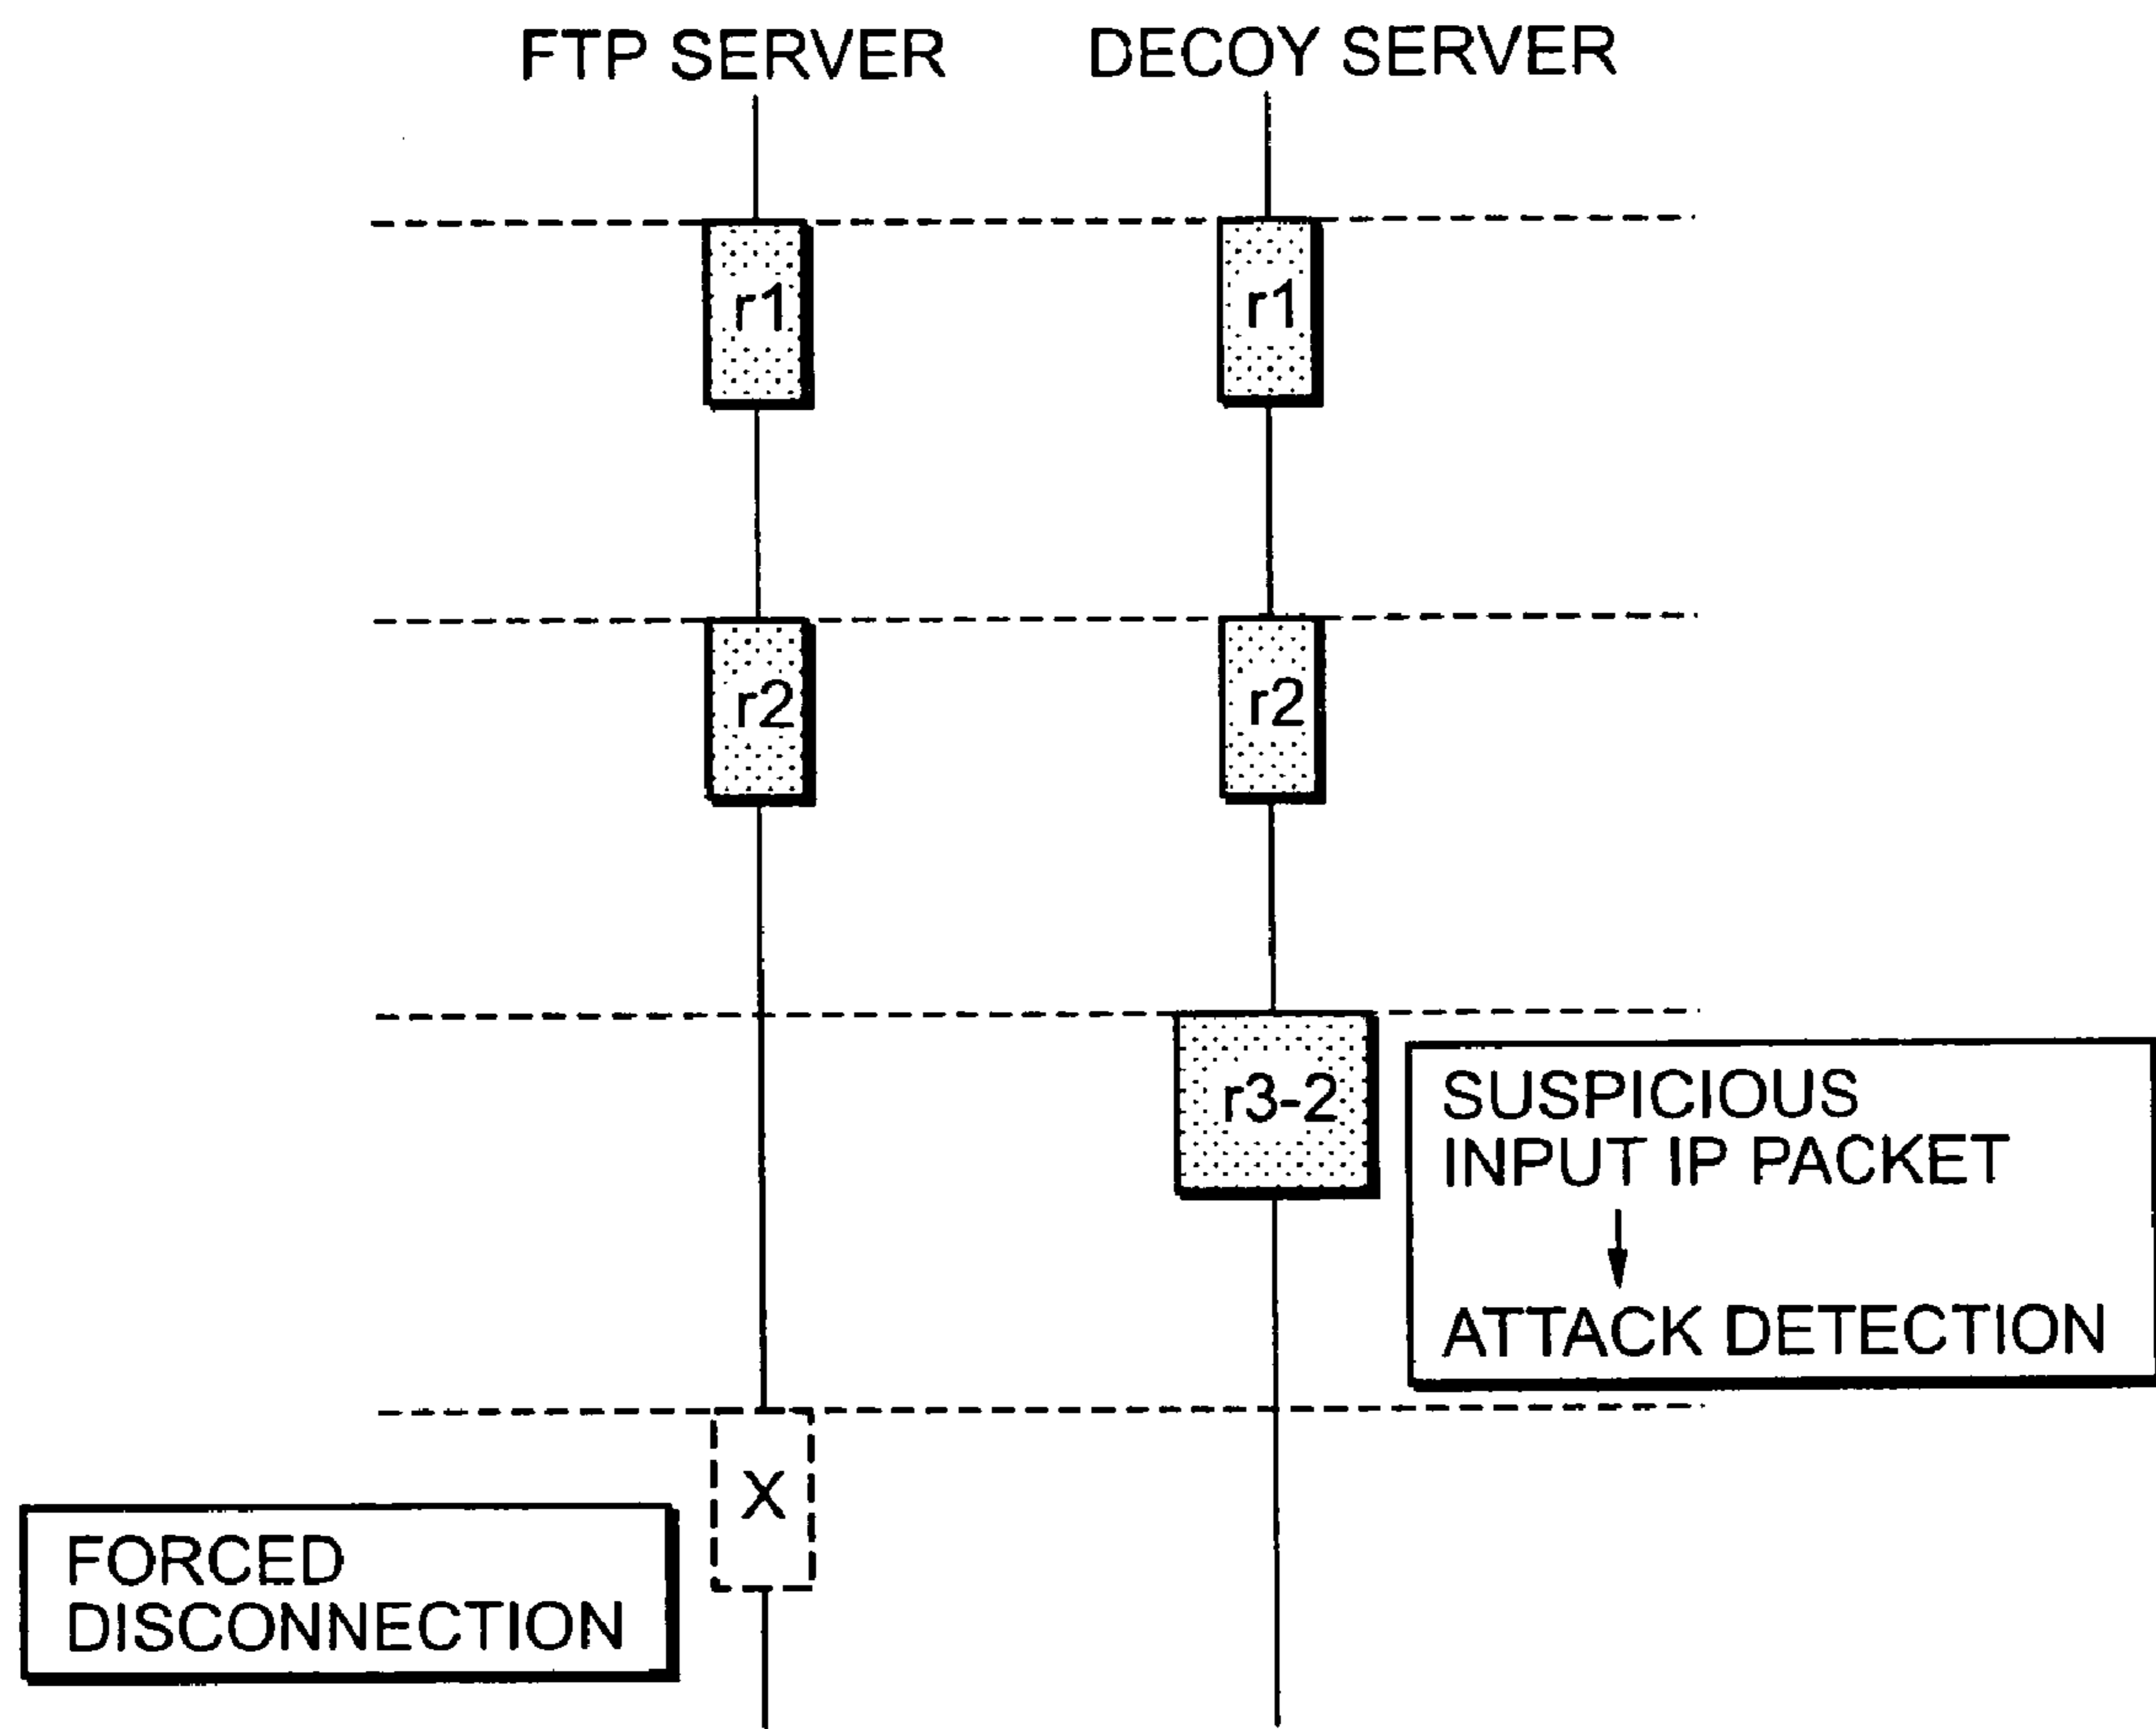 FTP SERVER
DECOY SERVER
r1
r1
r2
r2
r3-2
SUSPICIOUS
INPUT IP PACKET
ATTACK DETECTION
X
FORCED
DISCONNECTION